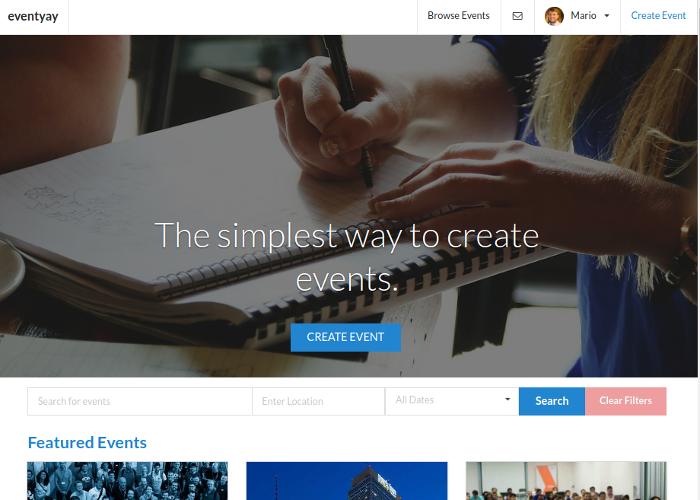 eventyay
Browse Events
Mario
Create Event
The simplest way to create
events.
CREATE EVENT
Search for events
Enter Location
All Dates
Search
Clear Filters
Featured Events